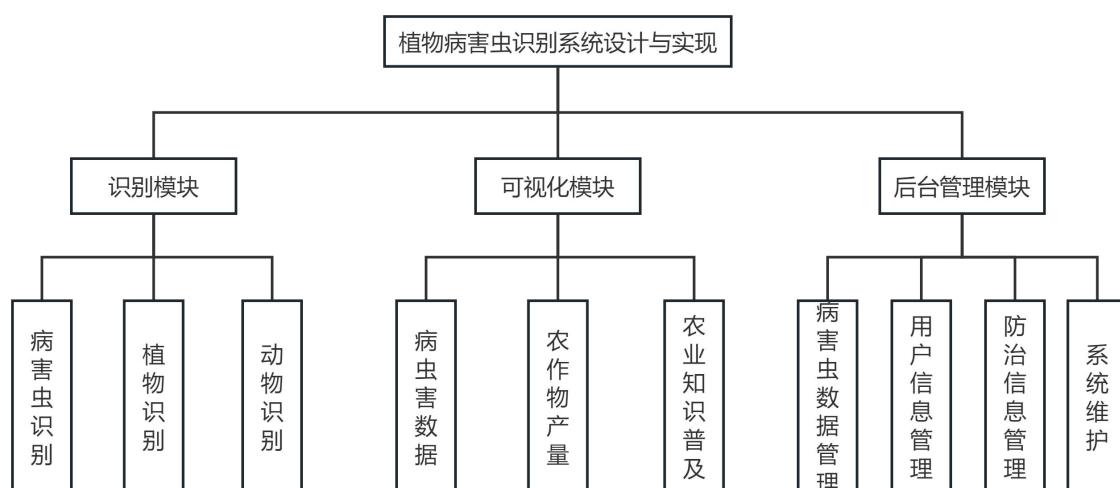 植物病害虫识别系统设计与实现
识别模块
可视化模块
后台管理模块
病害虫识别
植物识别
动物识别
病虫害数据
农作物产量
农业知识普及
病害虫数据管理
用户信息管理
防治信息管理
系统维护